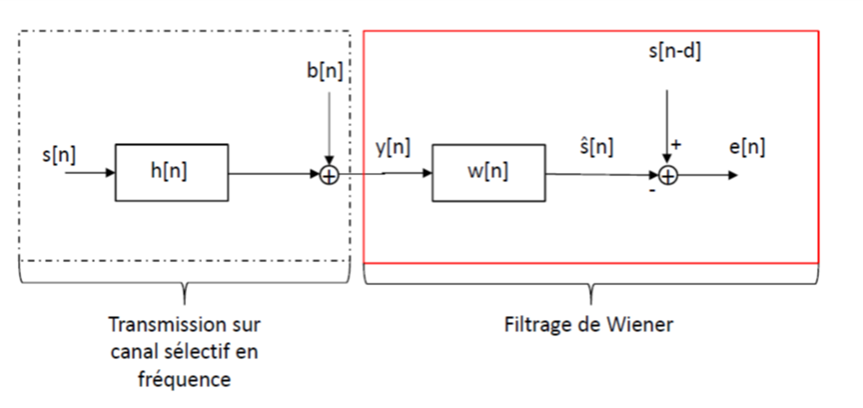 s[n-d]
b[n]
s[n]
h[n]
+
y[n]
w[n]
ŝ[n]
+
-
+
e[n]
Transmission sur
canal sélectif en
fréquence
Filtrage de Wiener